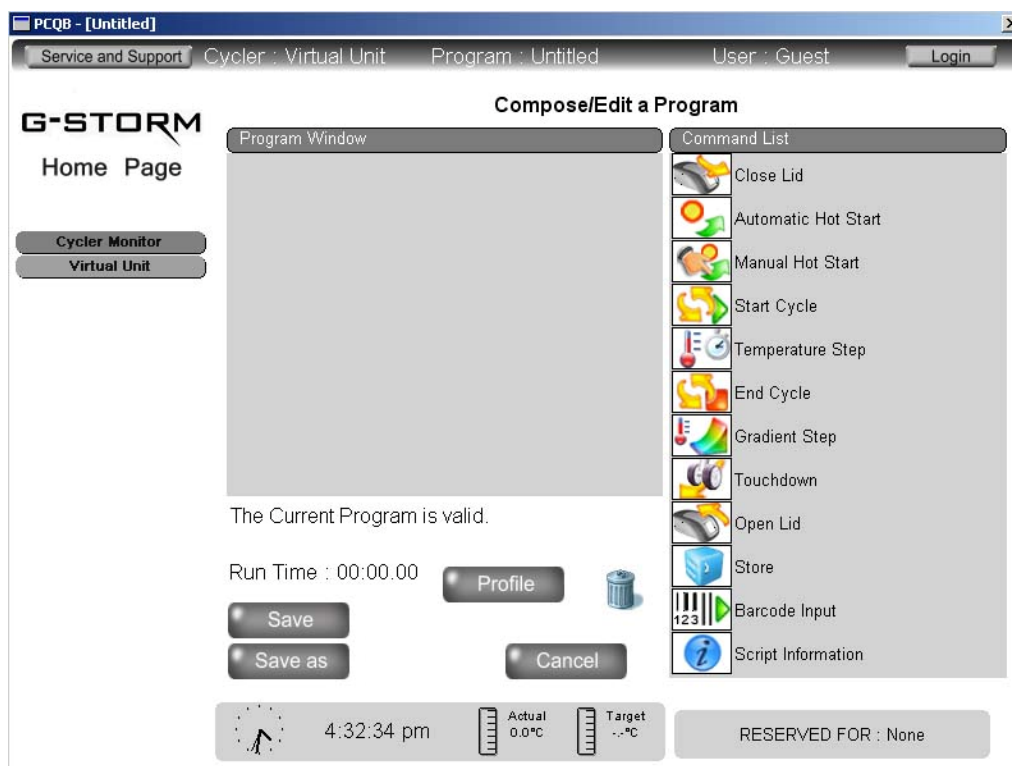 PCQB - [Untitled]
Service and Support
Cycler : Virtual Unit
Program : Untitled
User : Guest
Login
G-STORM
Home Page
Cycler Monitor
Virtual Unit
Compose/Edit a Program
Program Window
Command List
Close Lid
Automatic Hot Start
Manual Hot Start
Start Cycle
Temperature Step
End Cycle
Gradient Step
Touchdown
Open Lid
Store
123
Barcode Input
i
Script Information
The Current Program is valid.
Run Time : 00:00.00
Profile
Save
Save as
Cancel
4:32:34 pm
Actual
0.0°C
Target
-.-°C
RESERVED FOR : None